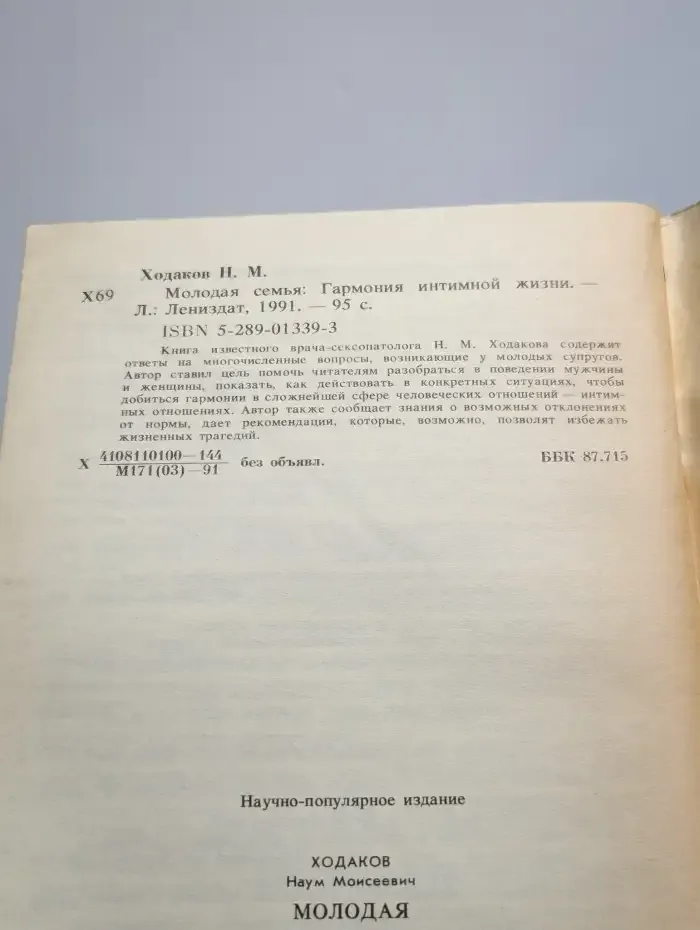 Ходаков Н. М.
Х69 Молодая семья: Гармония интимной жизни. —
Л.: Лениздат, 1991. — 95 с.
ISBN 5-289-01339-3
Книга известного врача-сексопатолога Н. М. Ходакова содержит
ответы на многочисленные вопросы, возникающие у молодых супругов.
Автор ставил цель помочь читателям разобраться в поведении мужчины
и женщины, показать, как действовать в конкретных ситуациях, чтобы
добиться гармонии в сложнейшей сфере человеческих отношений — интим-
ных отношениях. Автор также сообщает знания о возможных отклонениях
от нормы, дает рекомендации, которые, возможно, позволят избежать
жизненных трагедий.
Х 4108110100—144
М171(03)—91 без объявл. ББК 87.715
Научно-популярное издание
ХОДАКОВ
Наум Моисеевич
МОЛОДАЯ